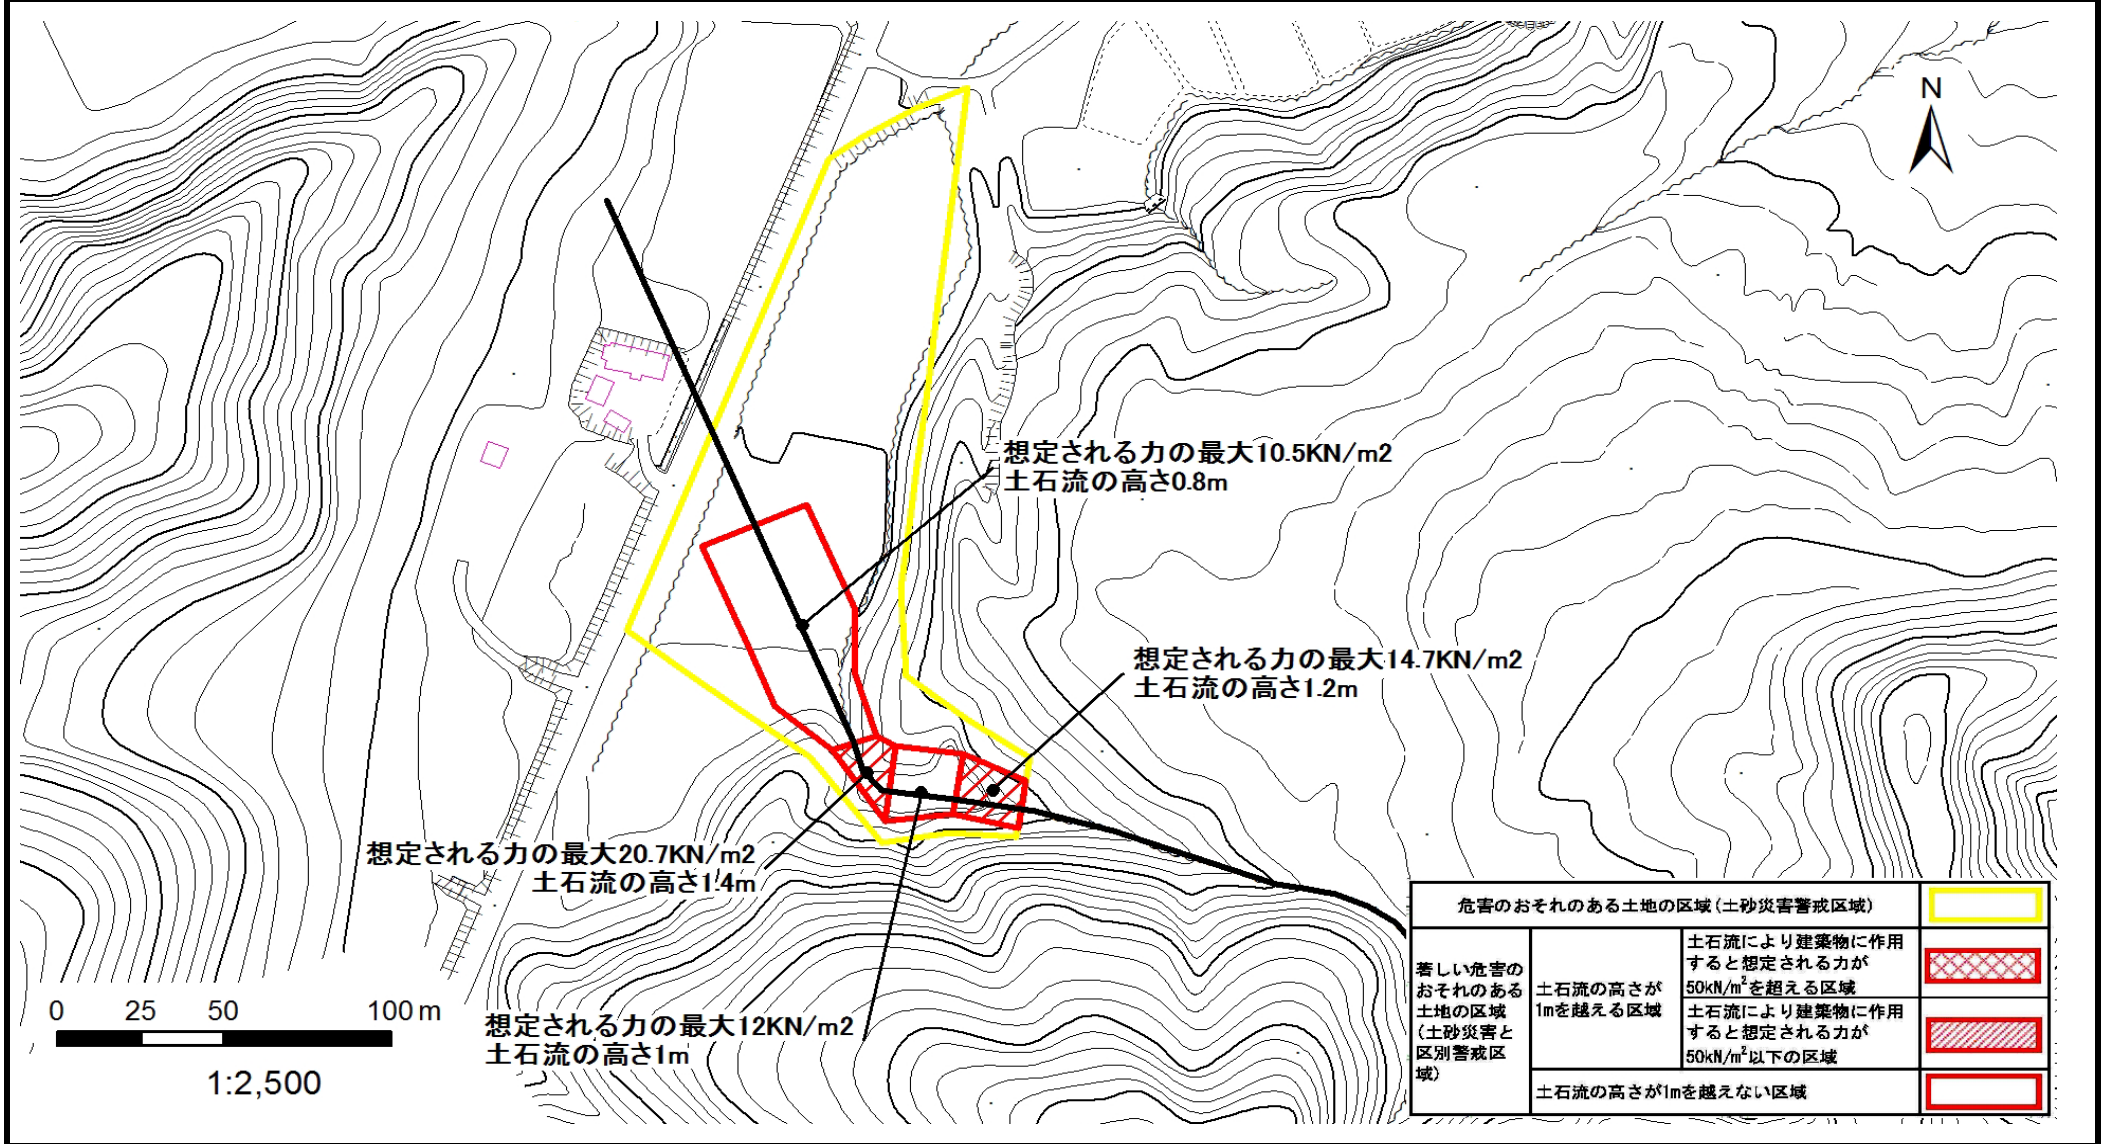 N
想定される力の最大10.5KN/m2
土石流の高さ0.8m
想定される力の最大14.7KN/m2
土石流の高さ1.2m
想定される力の最大20.7KN/m2
土石流の高さ1.4m
想定される力の最大12KN/m2
土石流の高さ1m
0 25 50 100 m
1:2,500
危害のおそれのある土地の区域(土砂災害警戒区域)
著しい危害の
おそれのある
土地の区域
(土砂災害と
区別警戒区
域)
土石流の高さが
1mを越える区域
土石流により建築物に作用
すると想定される力が
50kN/m²を超える区域
土石流により建築物に作用
すると想定される力が
50kN/m²以下の区域
土石流の高さが1mを越えない区域